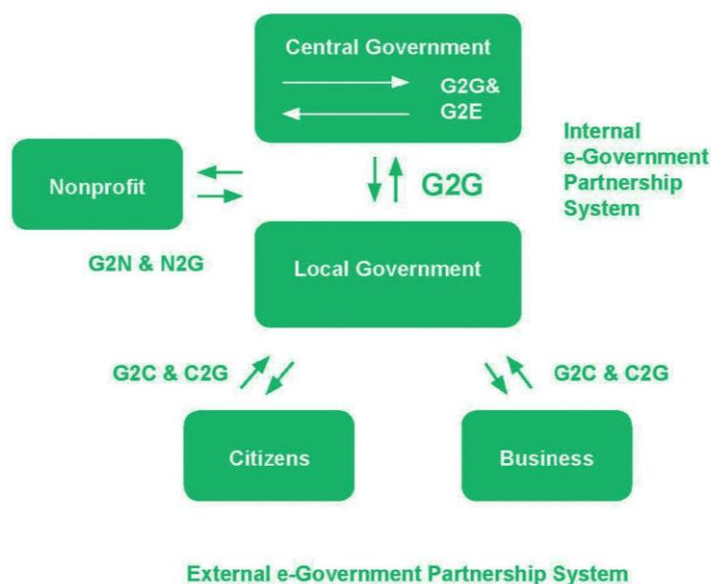 Central Government
G2G&
G2E
Internal
e-Government
Partnership
System
Nonprofit
G2G
G2N & N2G
Local Government
G2C & C2G
G2C & C2G
Citizens
Business
External e-Government Partnership System